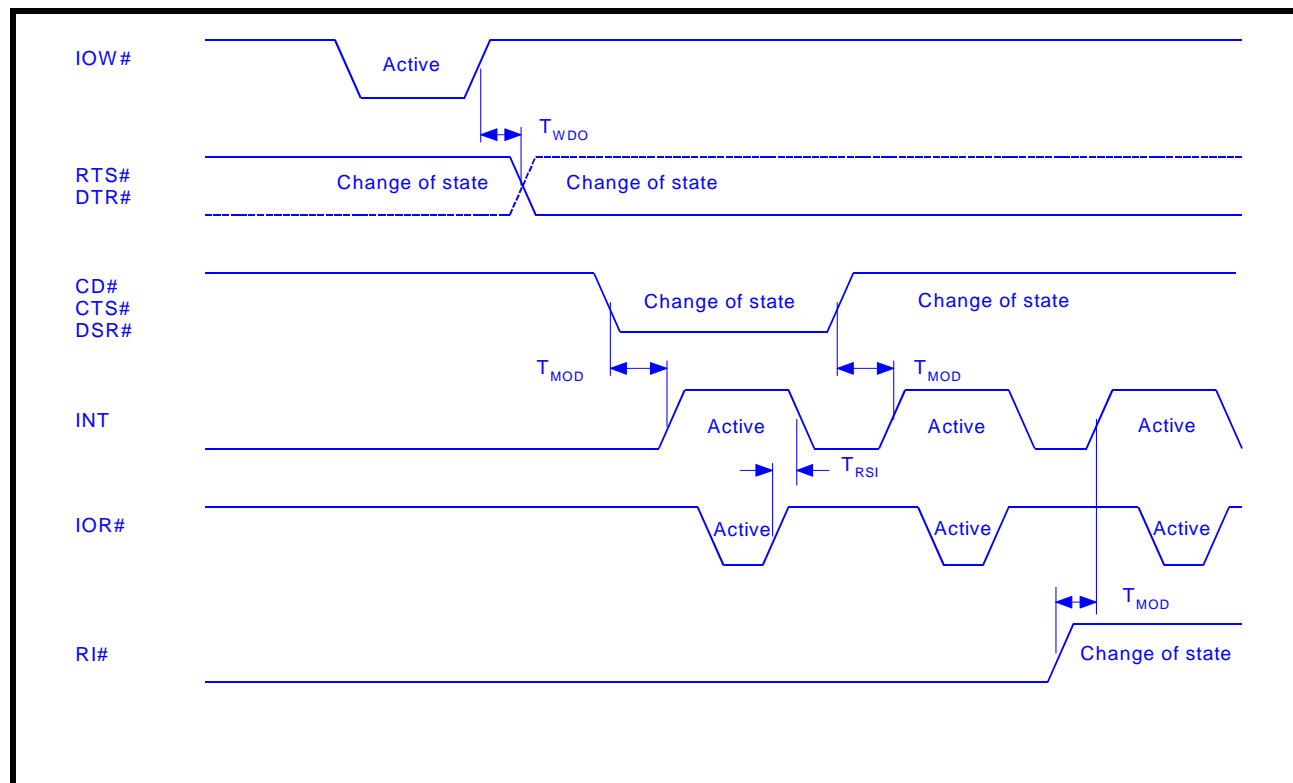 IOW#
Active
TWDO
RTS#
DTR#
Change of state
Change of state
CD#
CTS#
DSR#
Change of state
Change of state
TMOD
TMOD
INT
Active
Active
Active
TRSI
IOR#
Active
Active
Active
TMOD
RI#
Change of state